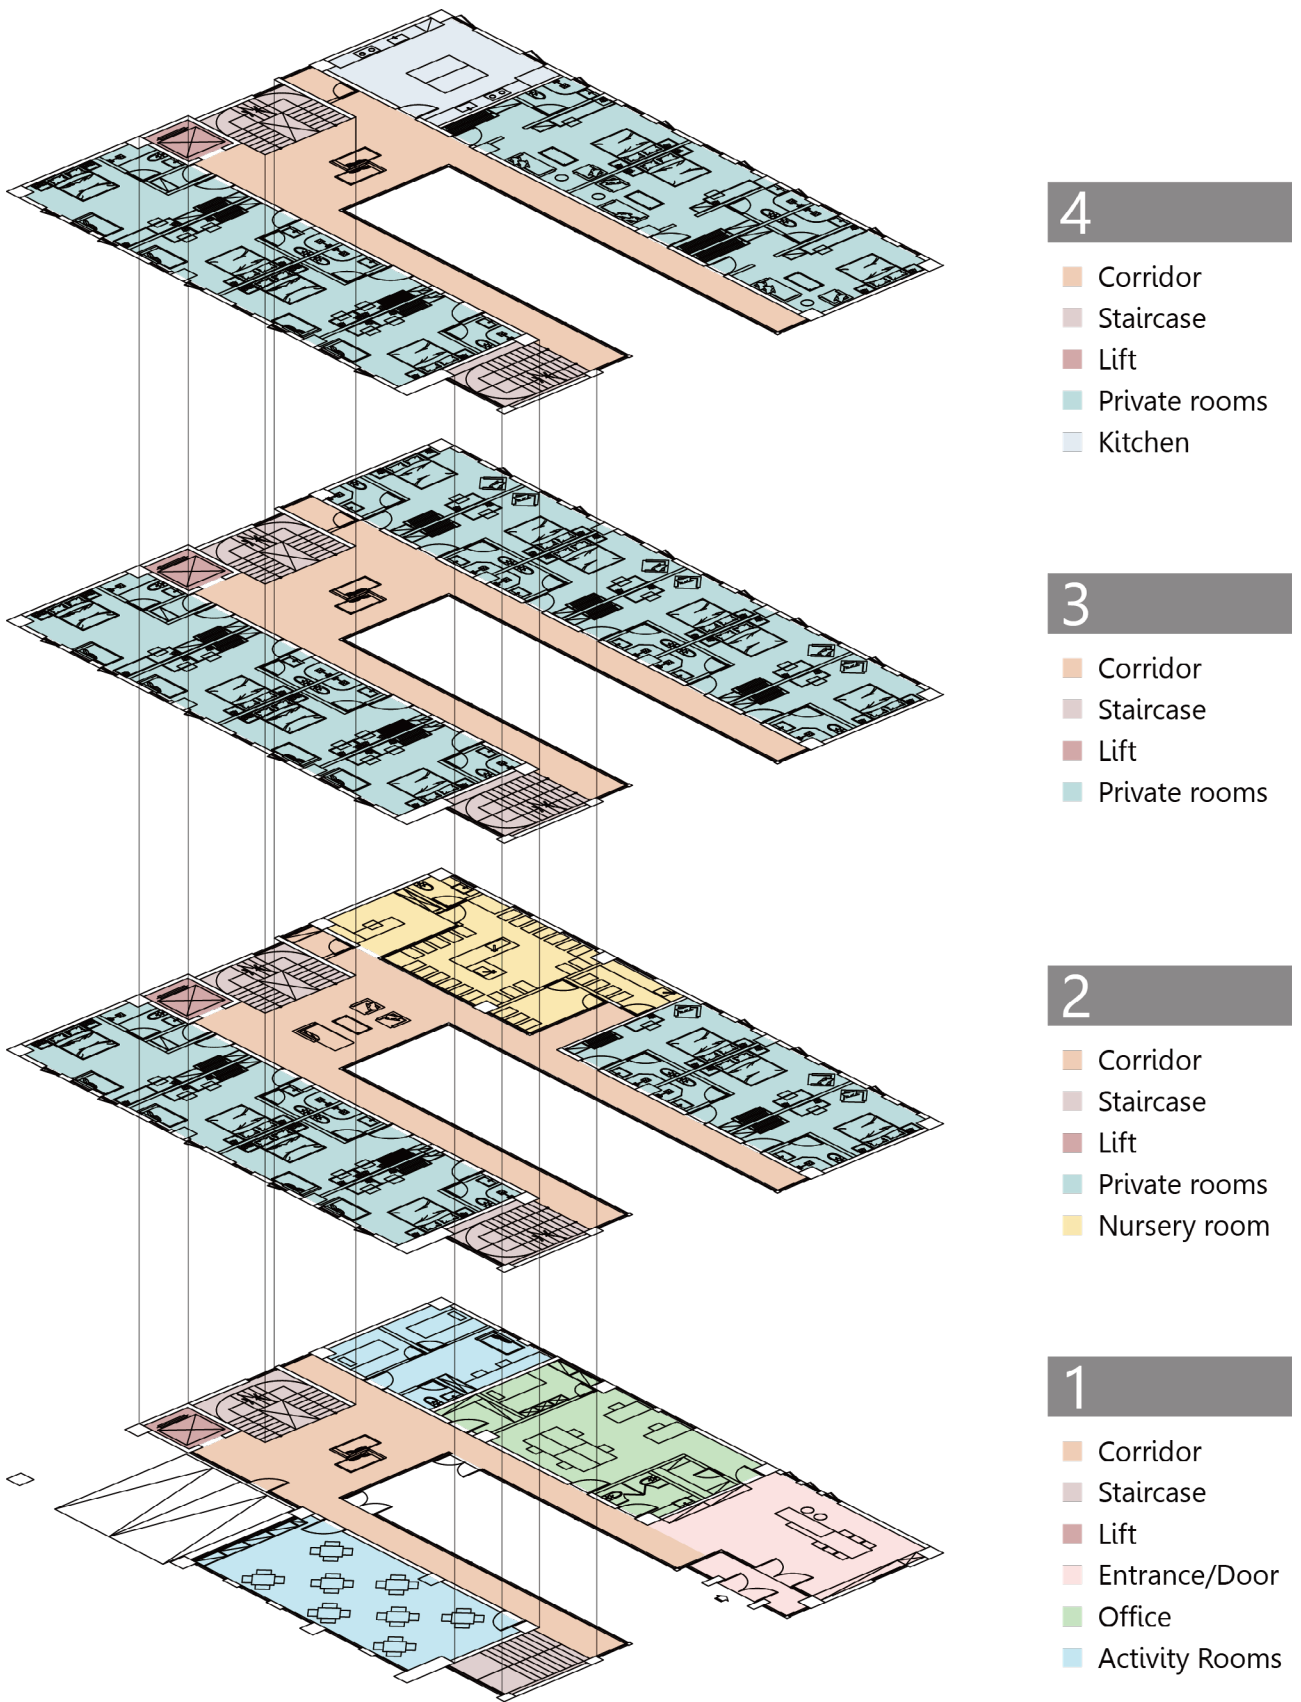 4
Corridor
Staircase
Lift
Private rooms
Kitchen
3
Corridor
Staircase
Lift
Private rooms
2
Corridor
Staircase
Lift
Private rooms
Nursery room
1
Corridor
Staircase
Lift
Entrance/Door
Office
Activity Rooms